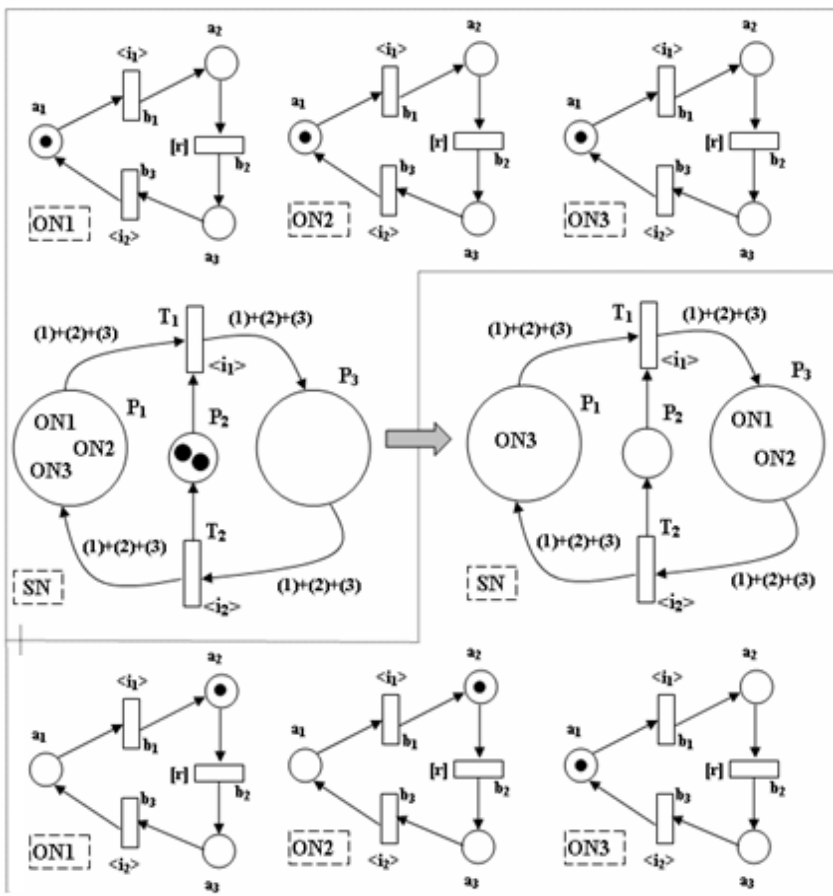 a₂ a₂ a₂
<i₁> <i₁> <i₁>
a₁ a₁ a₁
b₁ b₁ b₁
[r] [r] [r]
b₃ b₂ b₃ b₂ b₃ b₂
ON1 ON2 ON3
<i₂> <i₂> <i₂>
a₃ a₃ a₃
T₁ T₁
(1)+(2)+(3) (1)+(2)+(3) (1)+(2)+(3) (1)+(2)+(3)
<i₁> <i₁>
P₃ P₃
P₁ P₂ P₁ P₂
ON1 ON2 ON3 ON3 ON1 ON2
T₂ T₂
(1)+(2)+(3) (1)+(2)+(3) (1)+(2)+(3) (1)+(2)+(3)
SN SN
<i₂> <i₂>
a₂ a₂ a₂
<i₁> <i₁> <i₁>
a₁ a₁ a₁
b₁ b₁ b₁
[r] [r] [r]
b₃ b₂ b₃ b₂ b₃ b₂
ON1 ON2 ON3
<i₂> <i₂> <i₂>
a₃ a₃ a₃